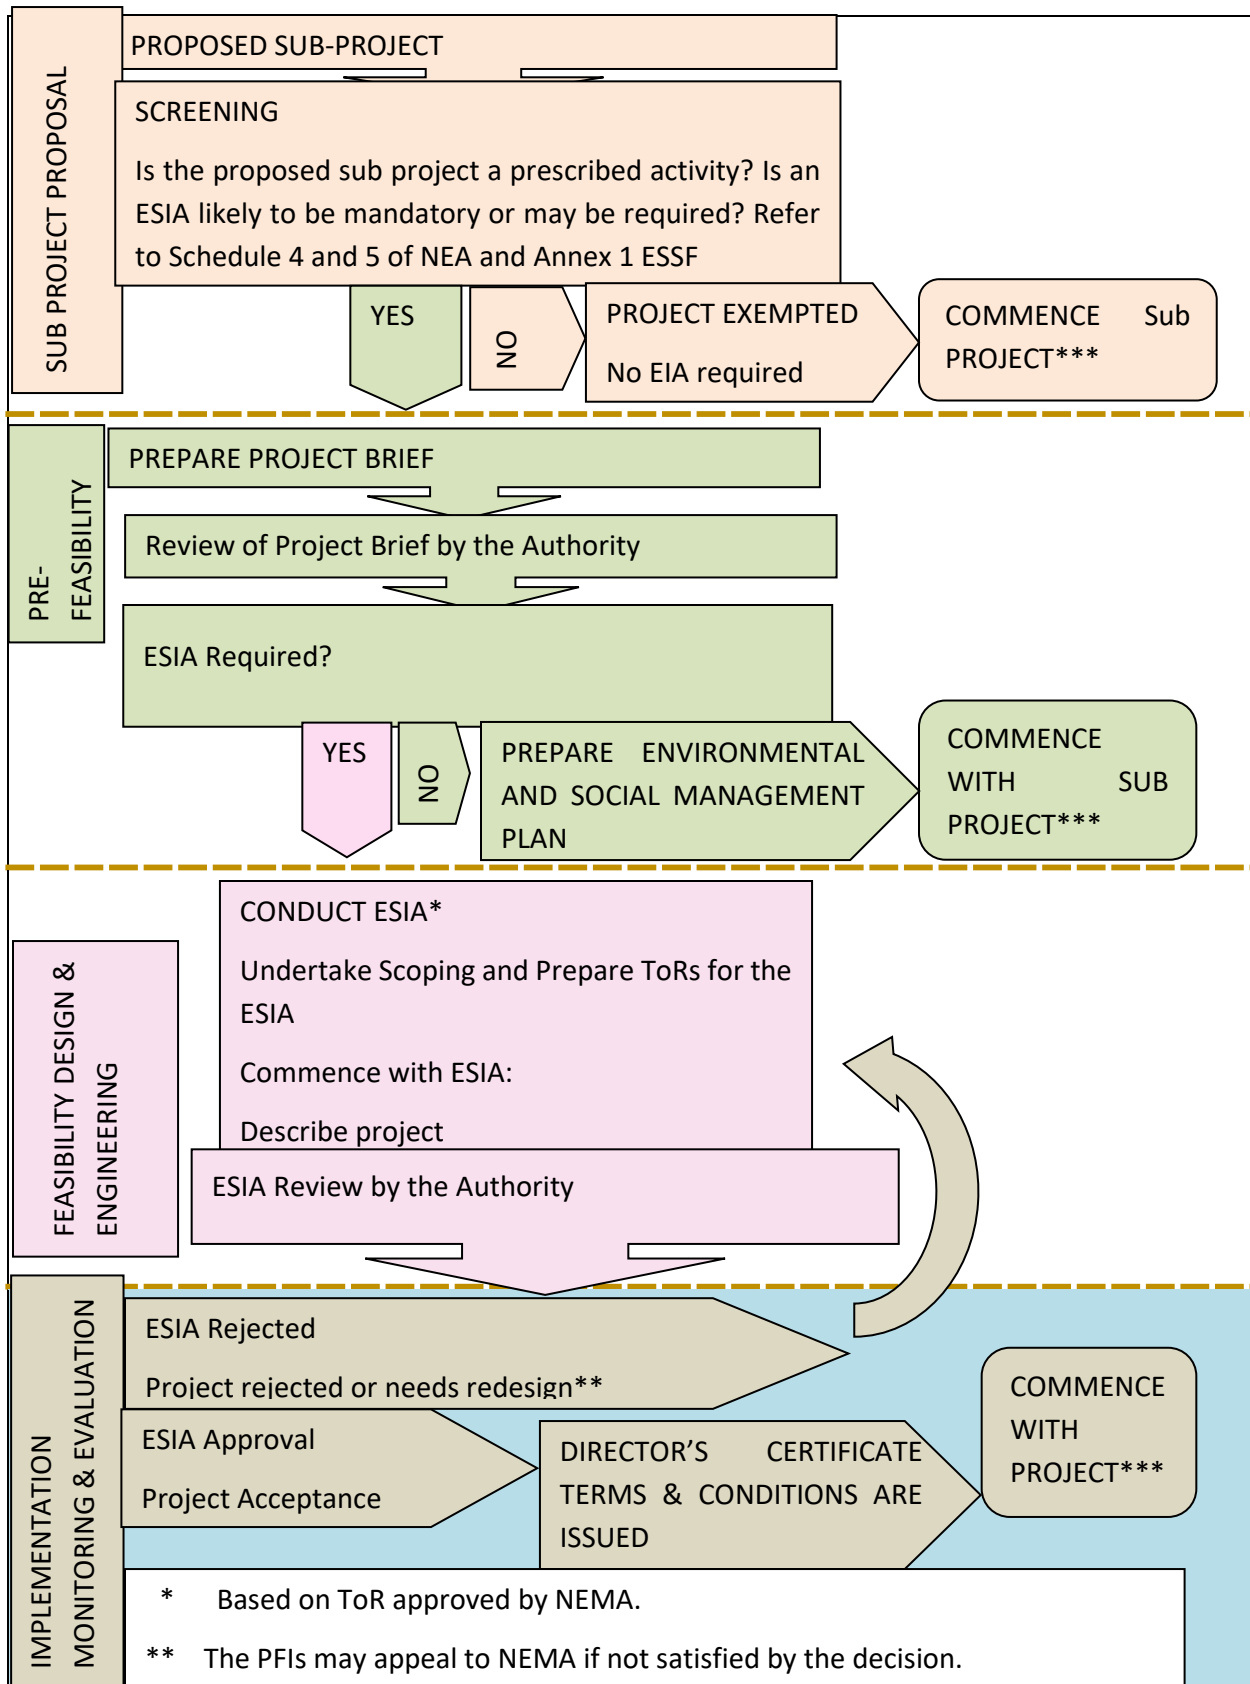 SUB PROJECT PROPOSAL
PROPOSED SUB-PROJECT
SCREENING
Is the proposed sub project a prescribed activity? Is an
ESIA likely to be mandatory or may be required? Refer
to Schedule 4 and 5 of NEA and Annex 1 ESSF
YES
NO
PROJECT EXEMPTED
No EIA required
COMMENCE Sub
PROJECT***
PRE-
FEASIBILITY
PREPARE PROJECT BRIEF
Review of Project Brief by the Authority
ESIA Required?
YES
NO
PREPARE ENVIRONMENTAL
AND SOCIAL MANAGEMENT
PLAN
COMMENCE
WITH SUB
PROJECT***
FEASIBILITY DESIGN &
ENGINEERING
CONDUCT ESIA*
Undertake Scoping and Prepare ToRs for the
ESIA
Commence with ESIA:
Describe project
ESIA Review by the Authority
IMPLEMENTATION
MONITORING & EVALUATION
ESIA Rejected
Project rejected or needs redesign**
ESIA Approval
Project Acceptance
DIRECTOR'S CERTIFICATE
TERMS & CONDITIONS ARE
ISSUED
COMMENCE
WITH
PROJECT***
* Based on ToR approved by NEMA.
** The PFIs may appeal to NEMA if not satisfied by the decision.